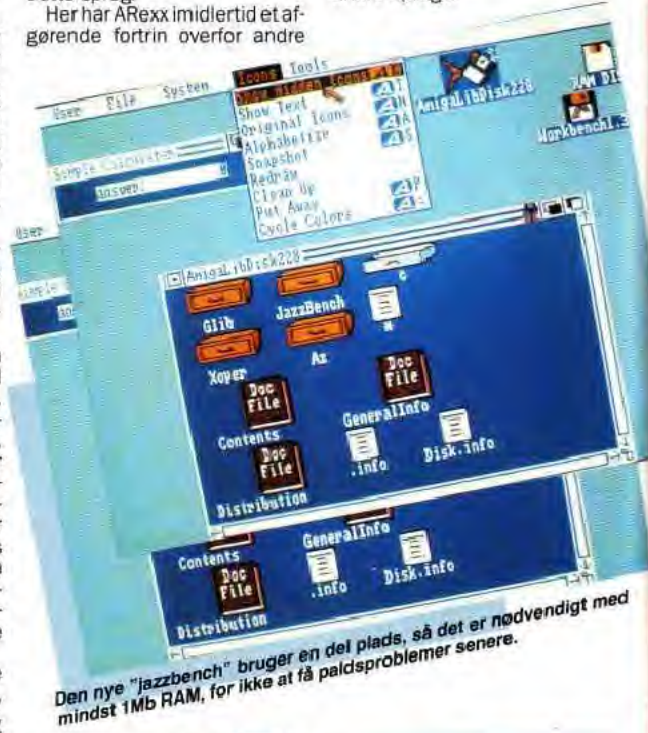 Her har ARexx imidlertid et af-
gørende fortrin overfor andre
User File System Icons Tools
Show Hidden Icons
Show Text
Original Icons
Alphabetize
Snapshot
Redraw
Clean Up
Put Away
Cycle Colors
AmigaLibDisk228
RAM DI
Workbench1.3
Simple Calculator
answer:
User
AmigaLibDisk228
Glib
JazzBench
C
Xoper
Az
M
Doc
File
Doc
File
Contents
GeneralInfo
Doc
File
.info
Disk.info
Distribution
Contents
GeneralInfo
Doc
File
.info
Disk.info
Distribution
Den nye "jazzbench" bruger en del plads, så det er nødvendigt med
mindst 1Mb RAM, for ikke at få paldsproblemer senere.